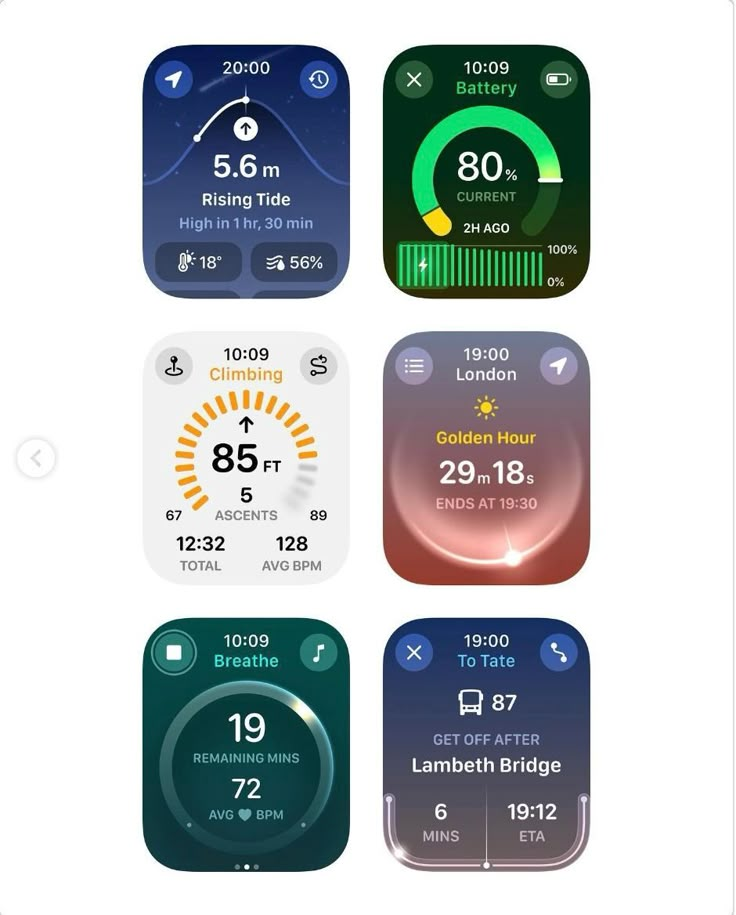 20:00
5.6 m
Rising Tide
High in 1 hr, 30 min
18°
56%
10:09
Battery
80%
CURRENT
2H AGO
100%
0%
10:09
Climbing
85 FT
5
67
ASCENTS
89
12:32
128
TOTAL
AVG BPM
19:00
London
Golden Hour
29m18s
ENDS AT 19:30
10:09
Breathe
19
REMAINING MINS
72
AVG BPM
19:00
To Tate
87
GET OFF AFTER
Lambeth Bridge
6
19:12
MINS
ETA